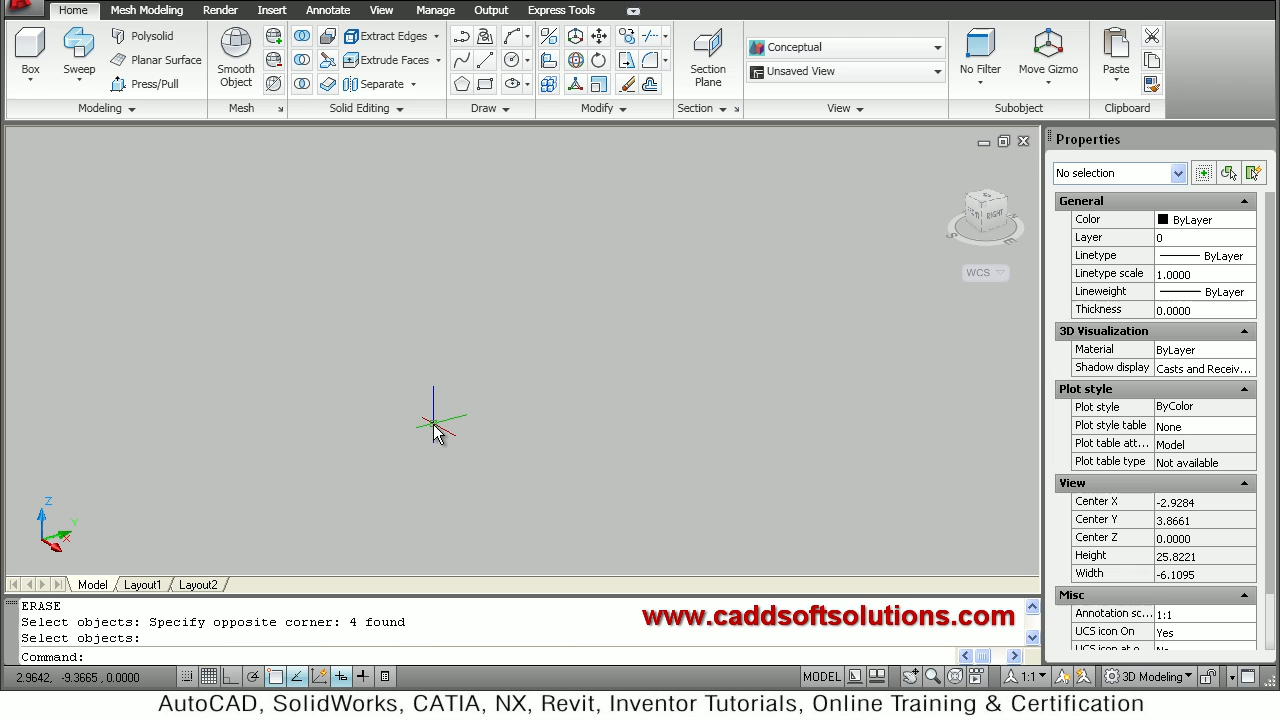 Home Mesh Modeling Render Insert Annotate View Manage Output Express Tools
Box
Sweep
Polysolid
Planar Surface
Press/Pull
Modeling
Smooth
Object
Mesh
Extract Edges
Extrude Faces
Separate
Solid Editing
Draw
Modify
Section
Plane
Section
Conceptual
Unsaved View
View
No Filter
Move Gizmo
Subobject
Paste
Clipboard
RIGHT
WCS
Z
Y
X
Properties
No selection
General
Color ByLayer
Layer 0
Linetype ByLayer
Linetype scale 1.0000
Lineweight ByLayer
Thickness 0.0000
3D Visualization
Material ByLayer
Shadow display Casts and Receiv...
Plot style
Plot style ByColor
Plot style table None
Plot table att... Model
Plot table type Not available
View
Center X -2.9284
Center Y 3.8661
Center Z 0.0000
Height 25.8221
Width -6.1095
Misc
Annotation sc... 1:1
UCS icon On Yes
UCS icon at o...
Model Layout1 Layout2
ERASE
Select objects: Specify opposite corner: 4 found
Select objects:
Command:
www.caddsoftsolutions.com
2.9642, -9.3665, 0.0000 MODEL 1:1 3D Modeling
AutoCAD, SolidWorks, CATIA, NX, Revit, Inventor Tutorials, Online Training & Certification